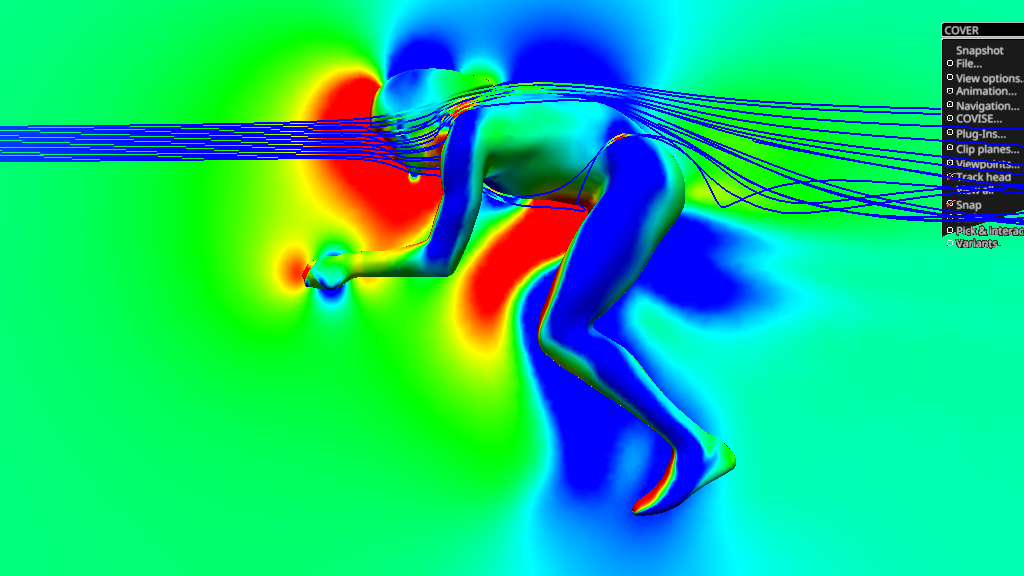 COVER
Snapshot
File...
View options...
Animation...
Navigation...
COVISE...
Plug-Ins...
Clip planes...
Viewpoints...
Track head
View all
Snap
Pick & Interac
Variants